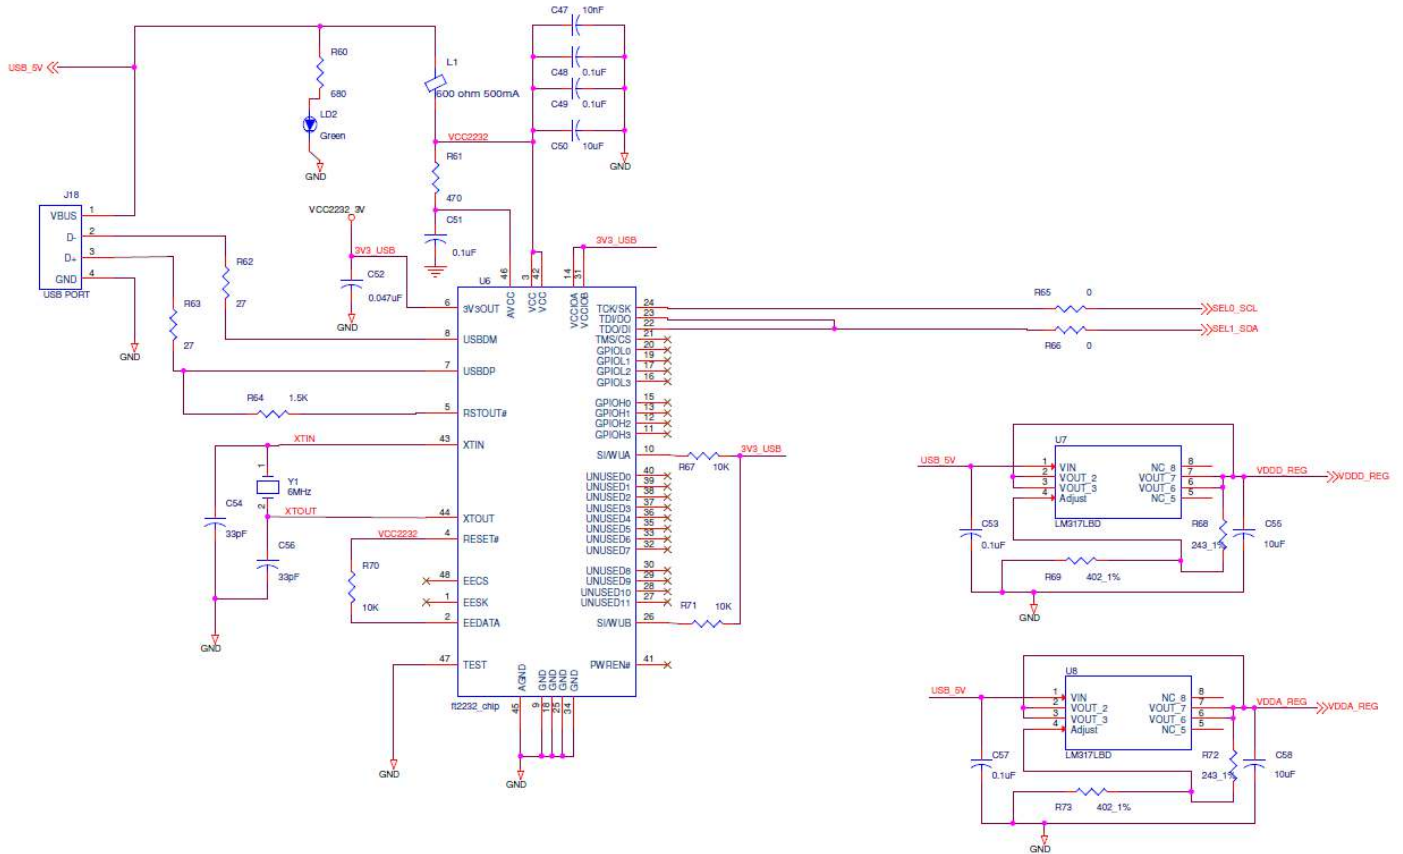 C47 10nF
C48 0.1uF
C49 0.1uF
C50 10uF
GND
USB_5V
R60
680
LD2
Green
GND
L1
600 ohm 500mA
VCC2232
R61
470
C51
0.1uF
J18
VBUS 1
D- 2
D+ 3
GND 4
USB PORT
GND
VCC2232_3V
3V3_USB
C52
0.047uF
GND
R62
27
R63
27
R64 1.5K
XTIN
1
Y1
6MHz
2
XTOUT
C54
33pF
C56
33pF
GND
VCC2232
R70
10K
GND
U6
46 AVCC
3 VCC
42 VCC
14 VCCIOA
31 VCCIOB
3V3_USB
6 3V3OUT
8 USBDM
7 USBDP
5 RSTOUT#
43 XTIN
44 XTOUT
4 RESET#
48 EECS
1 EESK
2 EEDATA
47 TEST
TCK/SK 24
TDI/DO 23
TDO/DI 22
TMS/CS 21
GPIOL0 20
GPIOL1 19
GPIOL2 17
GPIOL3 16
GPIOH0 15
GPIOH1 13
GPIOH2 12
GPIOH3 11
SI/WUA 10
UNUSED0 40
UNUSED1 39
UNUSED2 38
UNUSED3 37
UNUSED4 36
UNUSED5 35
UNUSED6 33
UNUSED7 32
UNUSED8 30
UNUSED9 29
UNUSED10 28
UNUSED11 27
SI/WUB 26
PWREN# 41
AGND 45
GND 9
GND 18
GND 25
GND 34
ft2232_chip
GND
R65 0
SEL0_SCL
R66 0
SEL1_SDA
R67 10K
3V3_USB
R71 10K
U7
USB_5V
1 VIN
2 VOUT_2
3 VOUT_3
4 Adjust
NC_8 8
VOUT_7 7
VOUT_6 6
NC_5 5
LM317LBD
VDDD_REG
VDDD_REG
C53
0.1uF
R68
243_1%
C55
10uF
R69 402_1%
GND
U8
USB_5V
1 VIN
2 VOUT_2
3 VOUT_3
4 Adjust
NC_8 8
VOUT_7 7
VOUT_6 6
NC_5 5
LM317LBD
VDDA_REG
VDDA_REG
C57
0.1uF
R72
243_1%
C58
10uF
R73 402_1%
GND